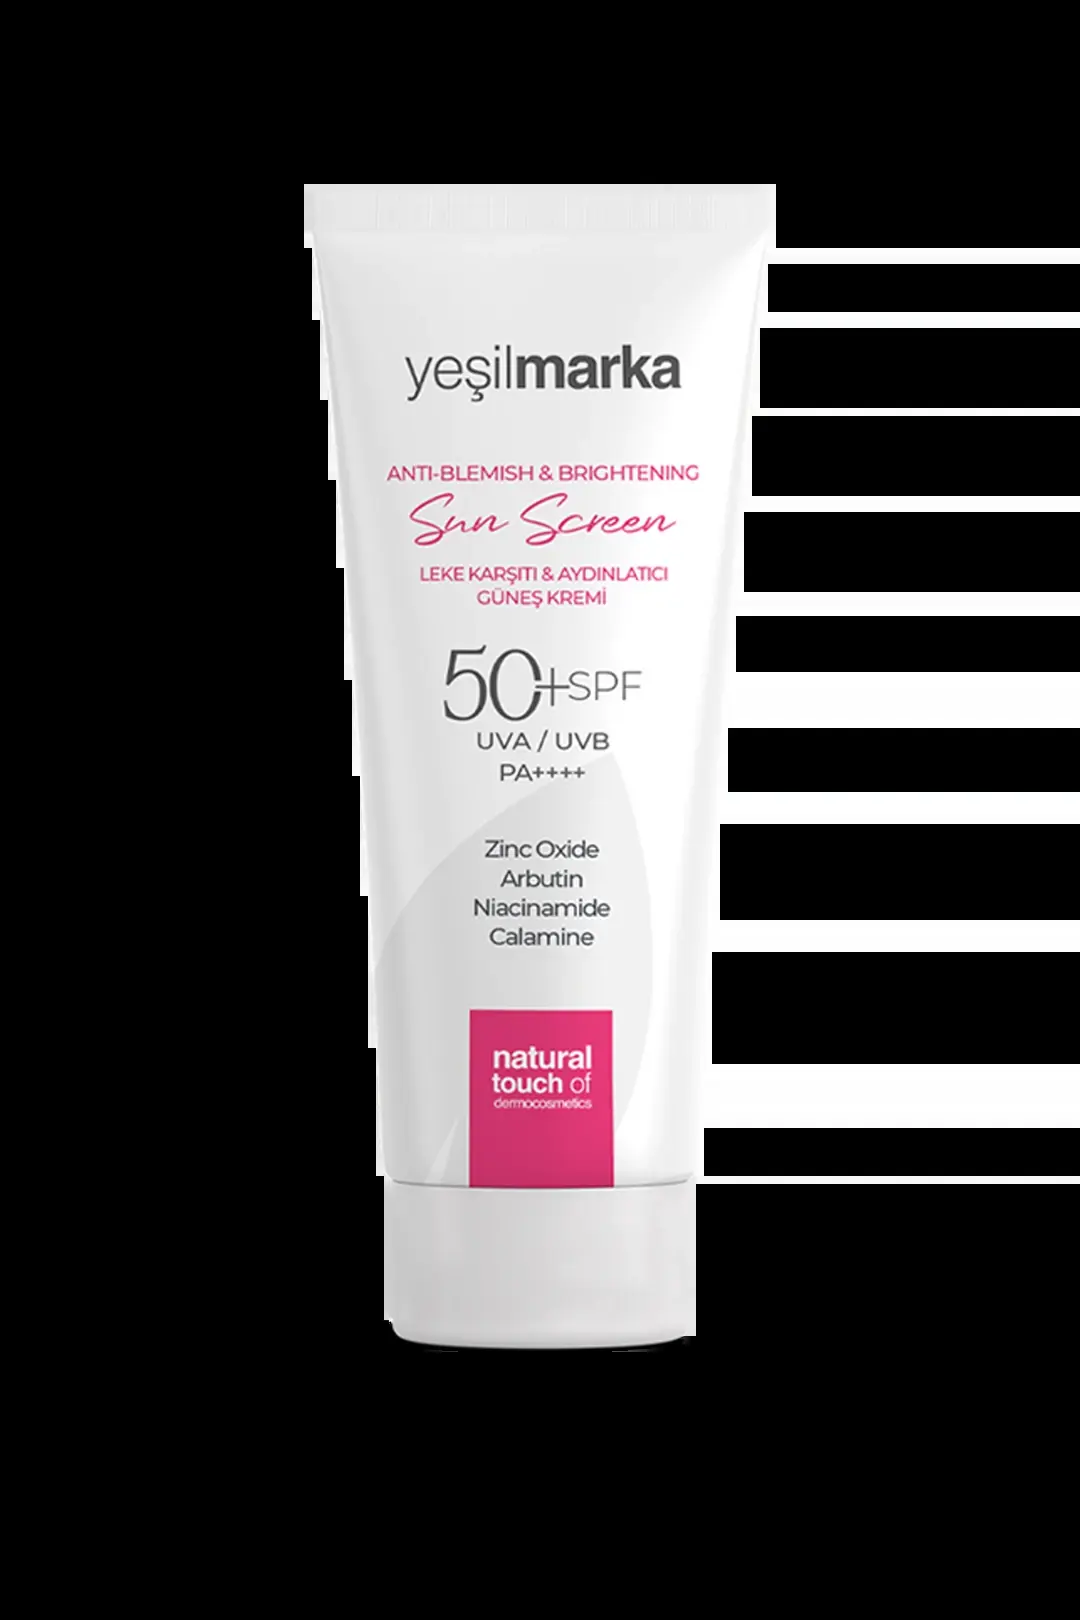 yeşilmarka
ANTI-BLEMISH & BRIGHTENING
Sun Screen
LEKE KARŞITI & AYDINLATICI
GÜNEŞ KREMİ
50+SPF
UVA / UVB
PA++++
Zinc Oxide
Arbutin
Niacinamide
Calamine
natural
touch of
dermocosmetics